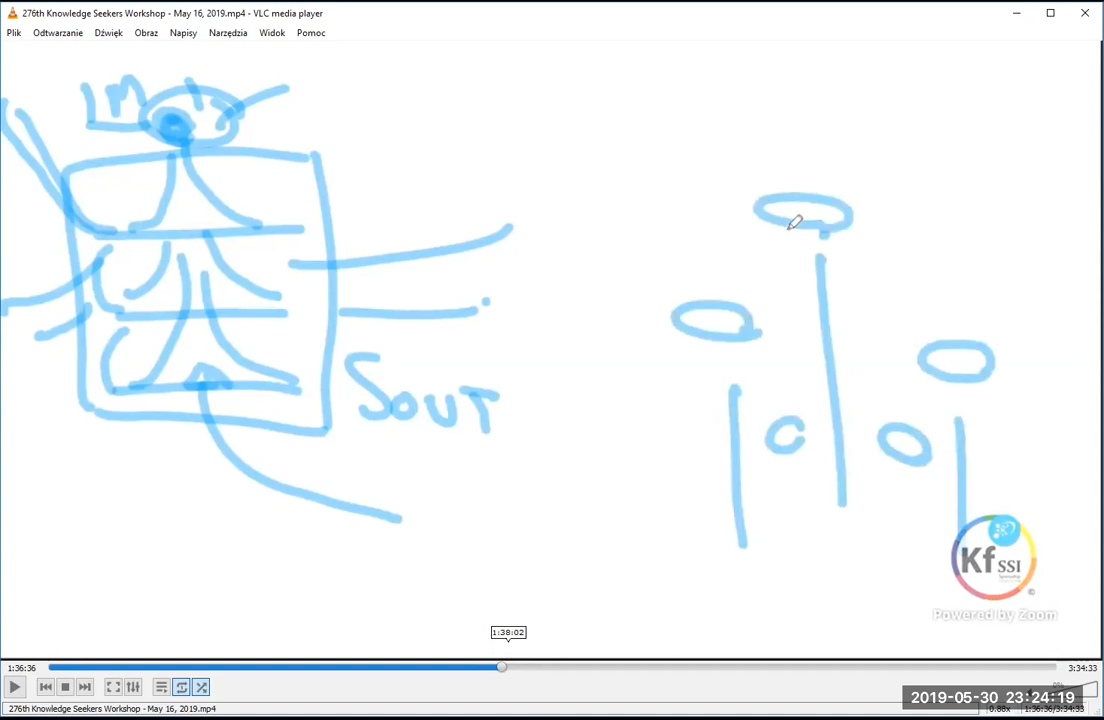 276th Knowledge Seekers Workshop - May 16, 2019.mp4 - VLC media player
Plik Odtwarzanie Dźwięk Obraz Napisy Narzędzia Widok Pomoc
SOUT
Kf SSI
Powered by Zoom
1:38:02
1:36:36
3:34:33
0%
2019-05-30 23:24:19
276th Knowledge Seekers Workshop - May 16, 2019.mp4
0.88x 1:36:36/3:34:33